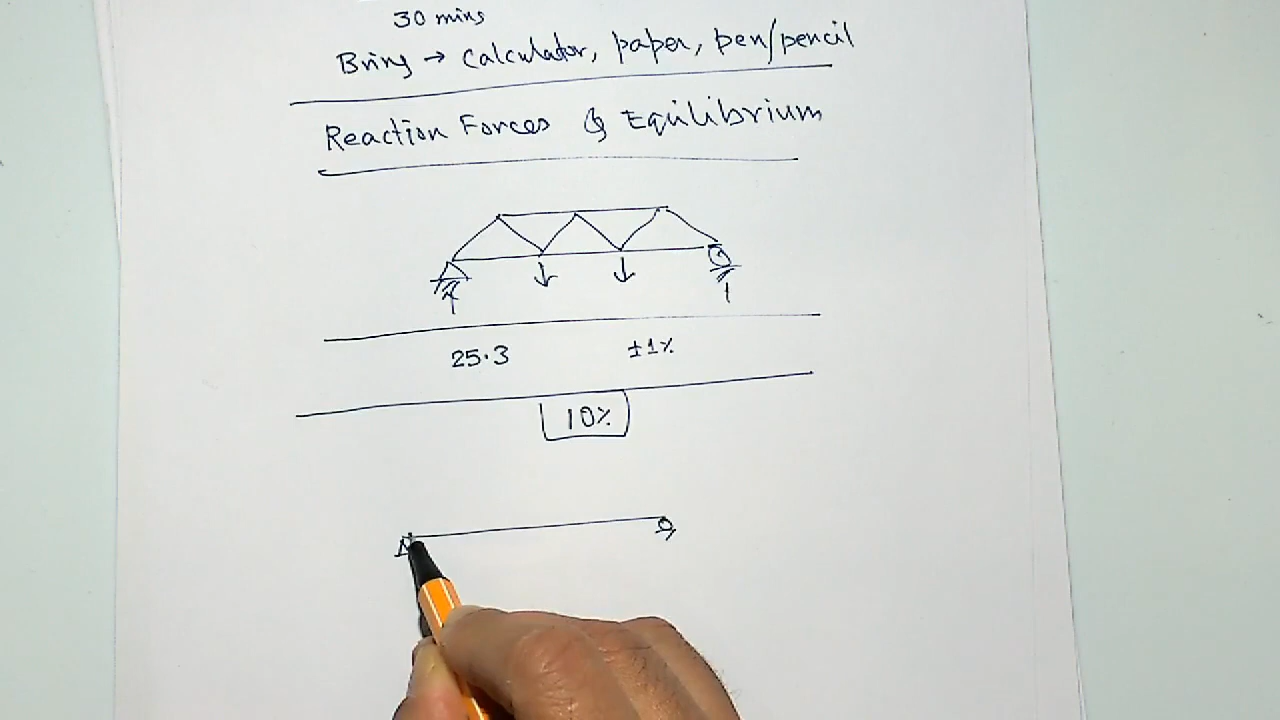 30 mins
Bring → Calculator, paper, pen/pencil
Reaction Forces & Equilibrium
25.3 ±1%
10%